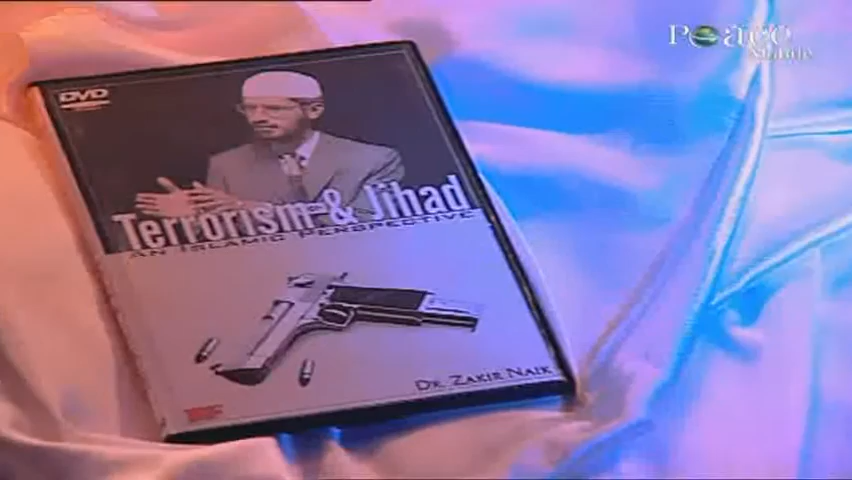 Peace
DVD
Terrorism & Jihad
AN ISLAMIC PERSPECTIVE
DR. ZAKIR NAIK